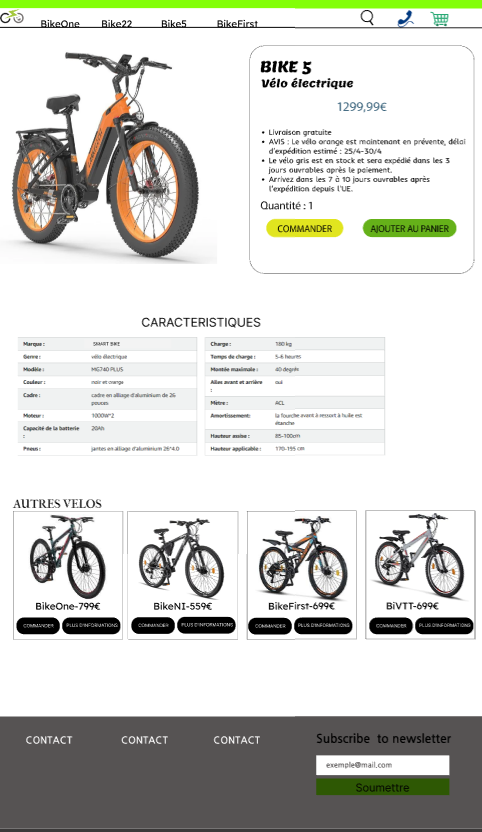 BikeOne Bike22 Bike5 BikeFirst
BIKE 5
Vélo électrique
1299,99€
• Livraison gratuite
• AVIS : Le vélo orange est maintenant en prévente, délai
d'expédition estimé : 25/4-30/4
• Le vélo gris est en stock et sera expédié dans les 3
jours ouvrables après le paiement.
• Arrivez dans les 7 à 10 jours ouvrables après
l'expédition depuis l'UE.
Quantité : 1
COMMANDER AJOUTER AU PANIER
CARACTERISTIQUES
Marque : SMART BIKE
Genre : vélo électrique
Modèle : MG740 PLUS
Couleur : noir et orange
Cadre : cadre en alliage d'aluminium de 26
pouces
Moteur : 1000W*2
Capacité de la batterie 20Ah
:
Pneus : jantes en alliage d'aluminium 26*4.0
Charge : 180 kg
Temps de charge : 5-6 heures
Montée maximale : 40 degrés
Allez avant et arrière oui
:
Mètre : ACL
Amortissement: la fourche avant à ressort à huile est
étanche
Hauteur assise : 85-100cm
Hauteur applicable : 170-195 cm
AUTRES VELOS
BikeOne-799€ BikeNI-559€ BikeFirst-699€ BiVTT-699€
COMMANDER PLUS D'INFORMATIONS COMMANDER PLUS D'INFORMATIONS COMMANDER PLUS D'INFORMATIONS COMMANDER PLUS D'INFORMATIONS
CONTACT CONTACT CONTACT
Subscribe to newsletter
exemple@mail.com
Soumettre